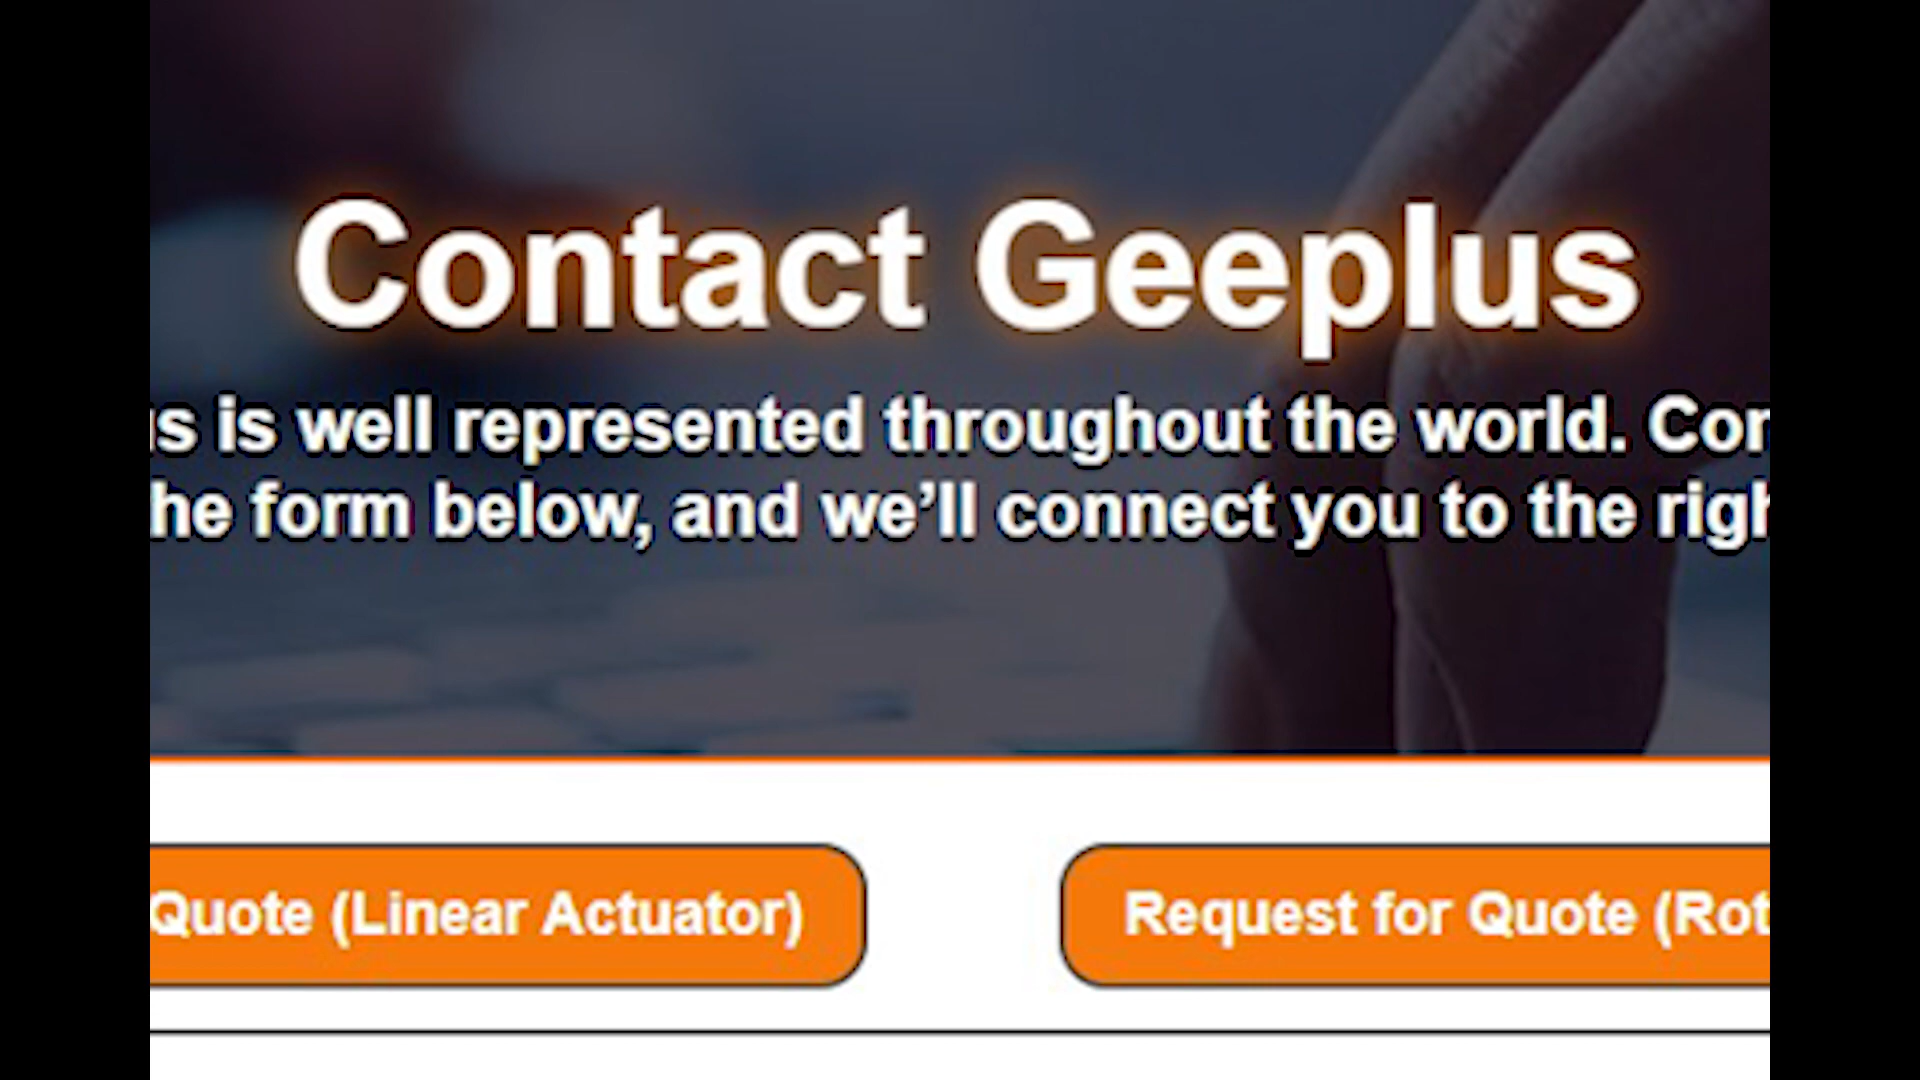 Contact Geeplus
is well represented throughout the world.
form below, and we’ll connect you to the
Quote (Linear Actuator)
Request for Quote